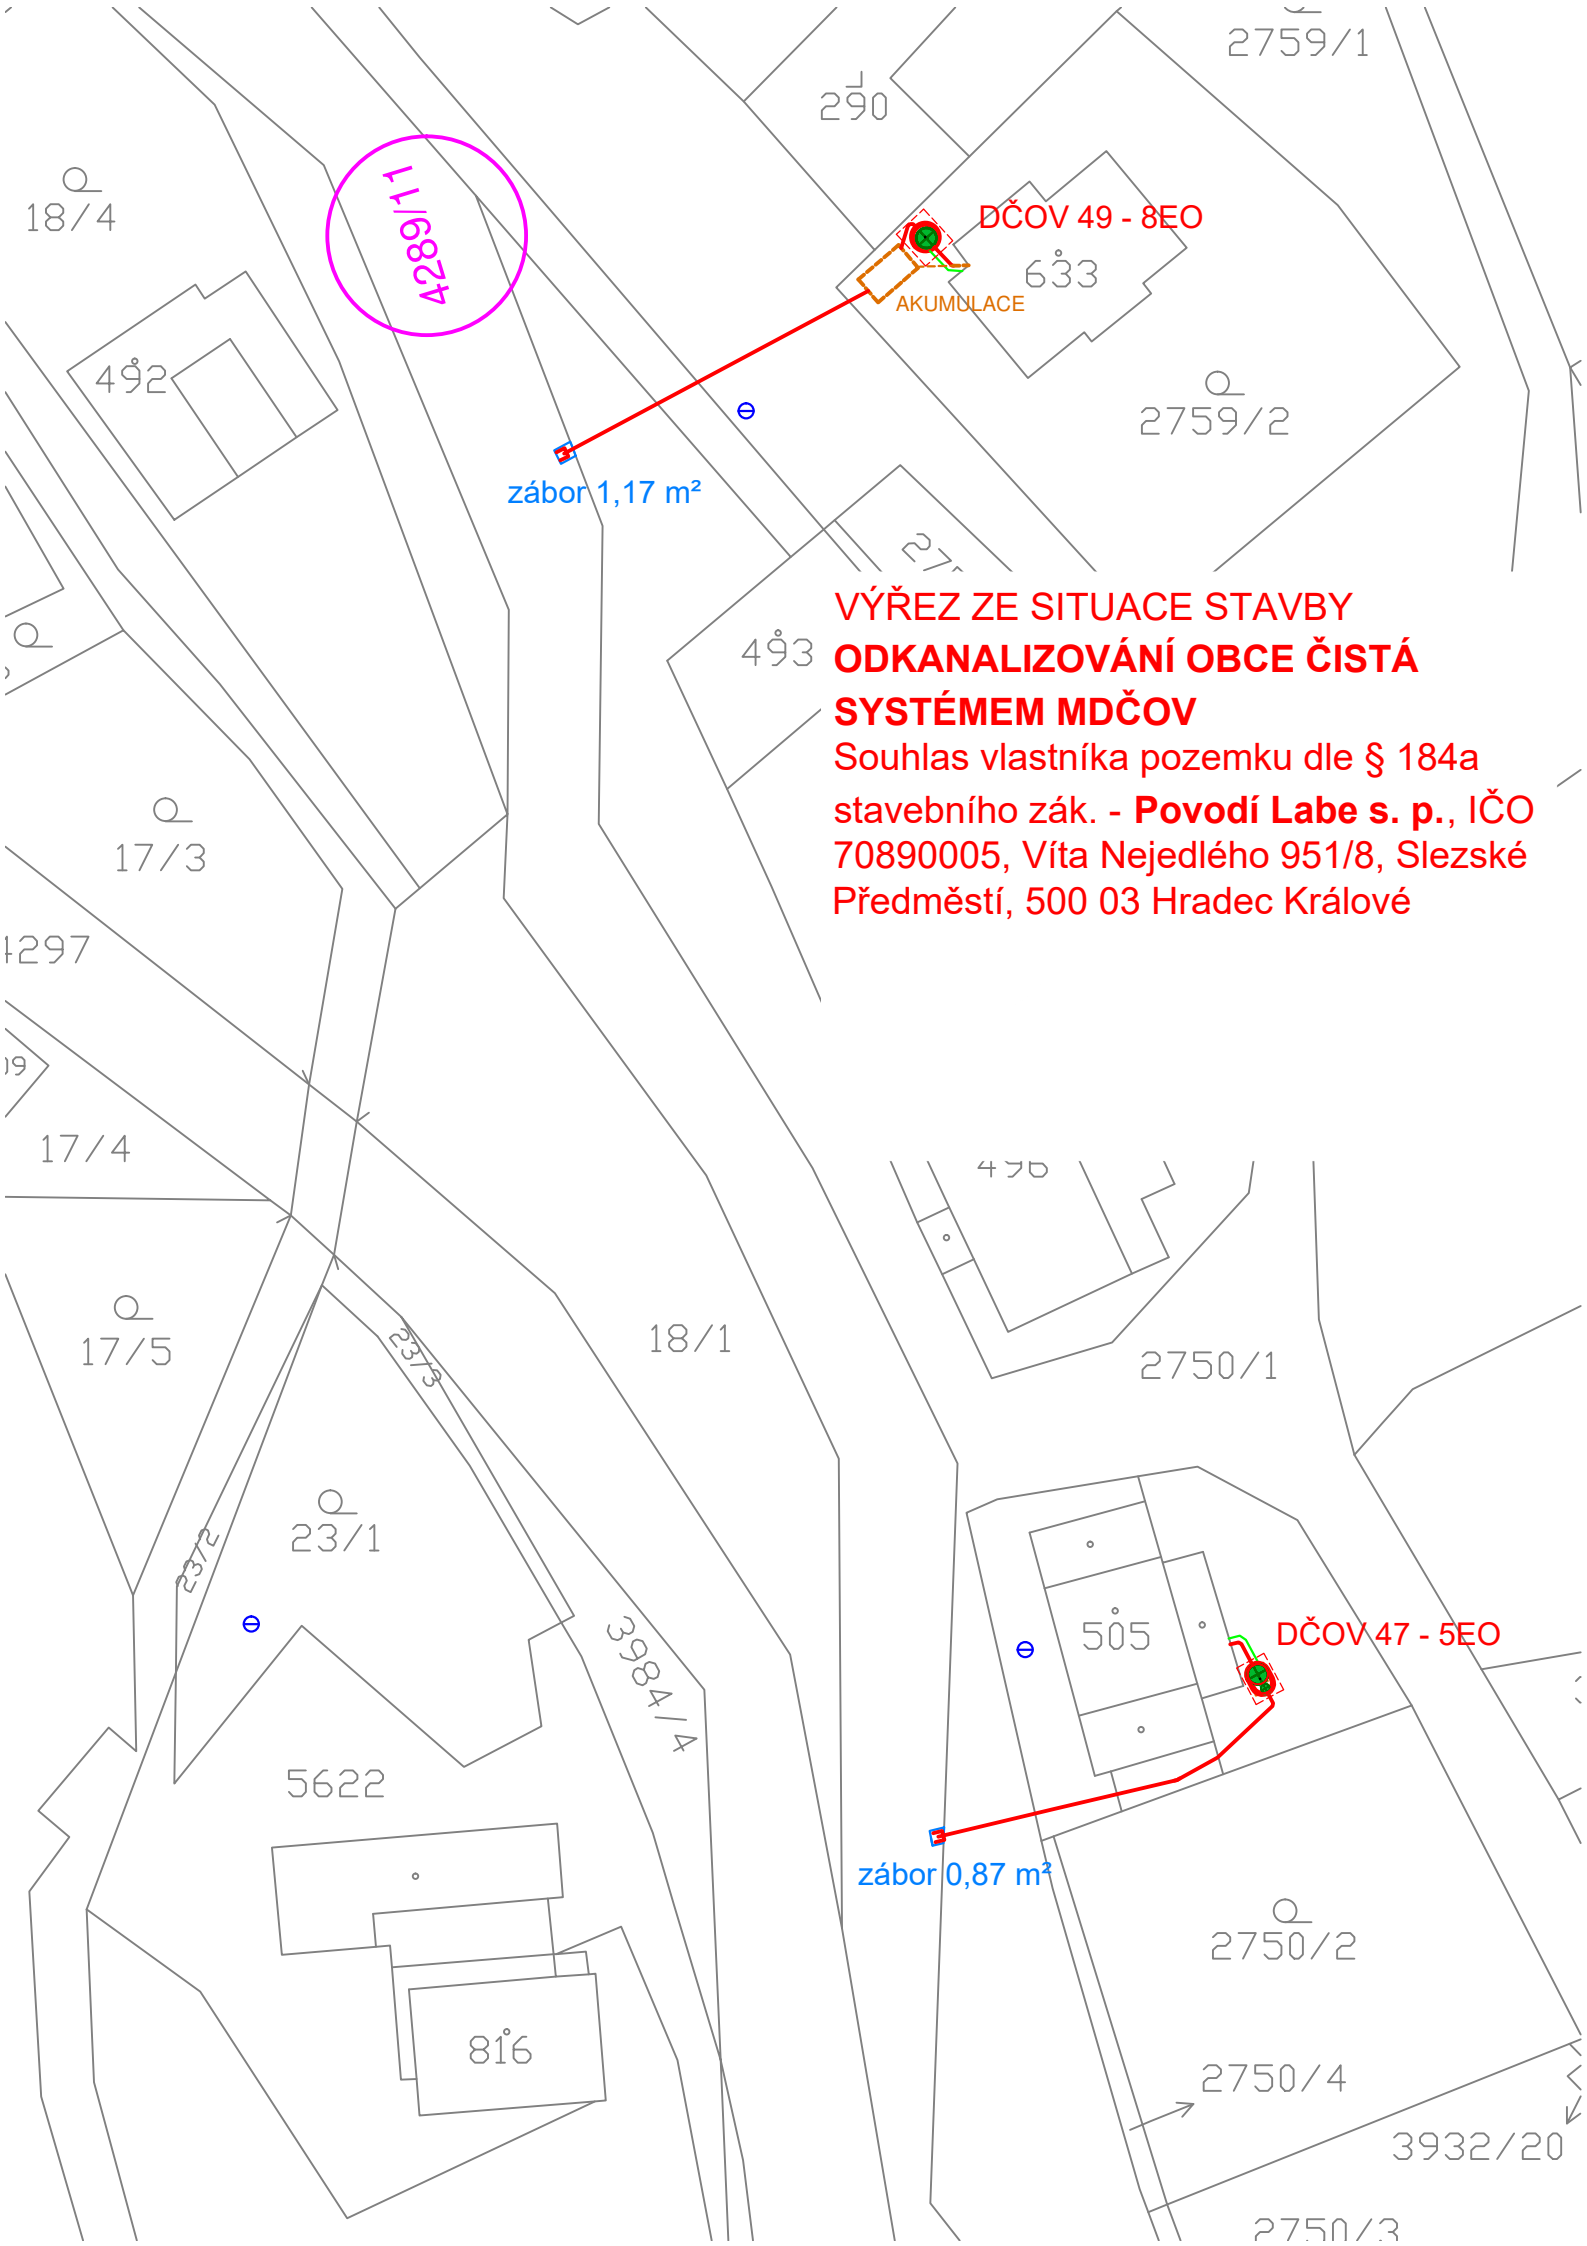 2759/1
290
18/4
4289/11
DČOV 49 - 8EO
633
AKUMULACE
492
2759/2
zábor 1,17 m²
VÝŘEZ ZE SITUACE STAVBY
493
ODKANALIZOVÁNÍ OBCE ČISTÁ
SYSTÉMEM MDČOV
Souhlas vlastníka pozemku dle § 184a
stavebního zák. - Povodí Labe s. p., IČO
70890005, Víta Nejedlého 951/8, Slezské
Předměstí, 500 03 Hradec Králové
17/3
4297
17/4
496
17/5
23/3
18/1
2750/1
23/1
23/2
3984/4
505
DČOV 47 - 5EO
5622
zábor 0,87 m²
2750/2
816
2750/4
3932/20
2750/3